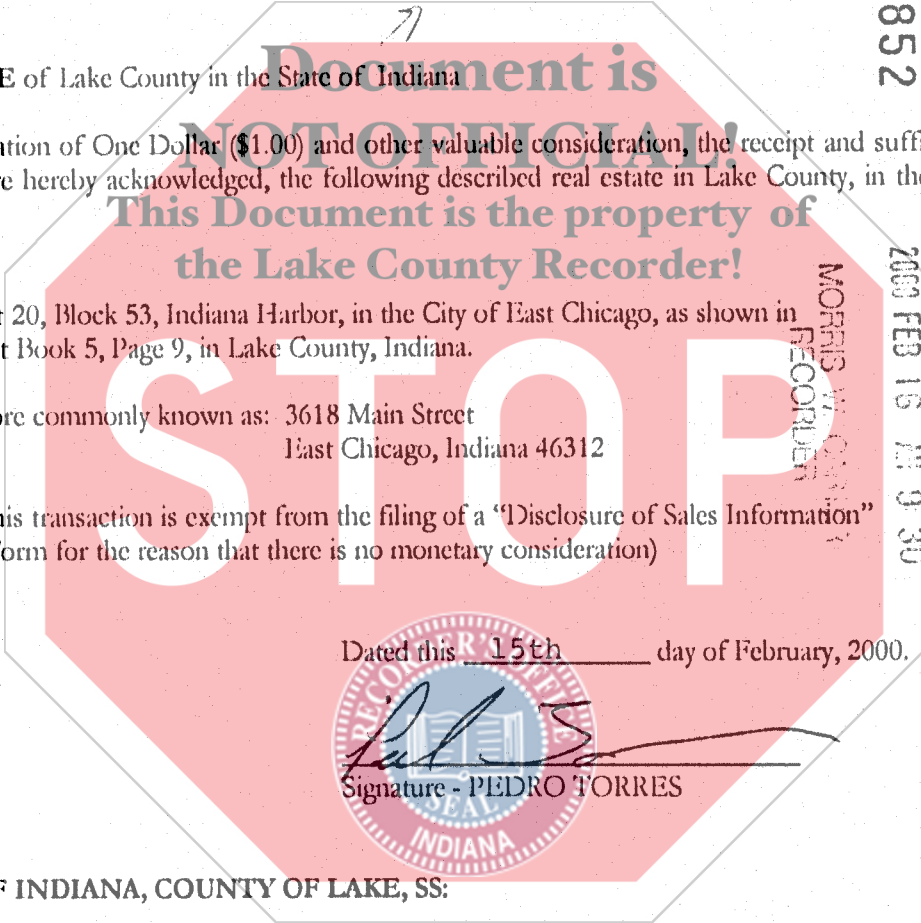 852
E of Lake County in the State of Indiana
Document is
NOT OFFICIAL!
ation of One Dollar ($1.00) and other valuable consideration, the receipt and suffi
re hereby acknowledged, the following described real estate in Lake County, in the
This Document is the property of
the Lake County Recorder!
t 20, Block 53, Indiana Harbor, in the City of East Chicago, as shown in
t Book 5, Page 9, in Lake County, Indiana.
2000 FEB 16 9 30
MORRIS W.
RECORDER
STOP
re commonly known as: 3618 Main Street
East Chicago, Indiana 46312
is transaction is exempt from the filing of a “Disclosure of Sales Information”
orm for the reason that there is no monetary consideration)
Dated this 15th day of February, 2000.
RECORDER'S OFFICE
SEAL
INDIANA
Signature - PEDRO TORRES
F INDIANA, COUNTY OF LAKE, SS: